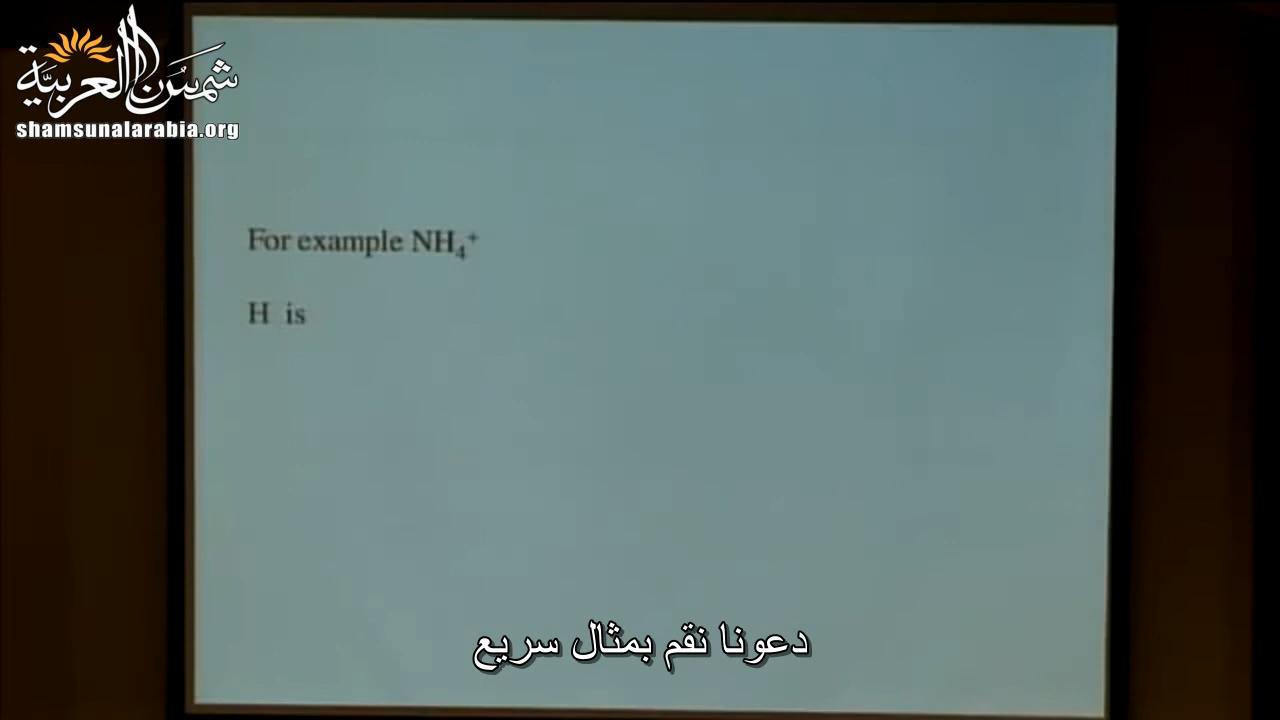 شمس العربية
shamsunalarabia.org
For example NH₄⁺
H is
دعونا نقم بمثال سريع